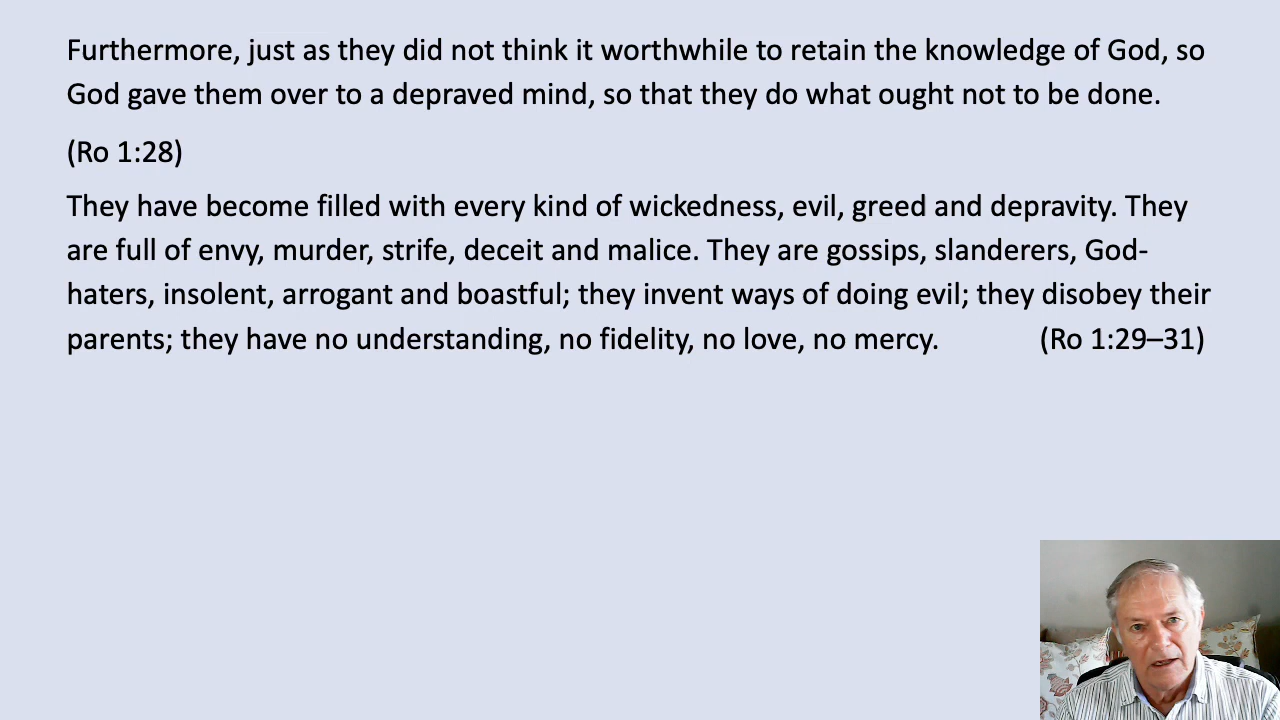 Furthermore, just as they did not think it worthwhile to retain the knowledge of God, so
God gave them over to a depraved mind, so that they do what ought not to be done.
(Ro 1:28)
They have become filled with every kind of wickedness, evil, greed and depravity. They
are full of envy, murder, strife, deceit and malice. They are gossips, slanderers, God-
haters, insolent, arrogant and boastful; they invent ways of doing evil; they disobey their
parents; they have no understanding, no fidelity, no love, no mercy. (Ro 1:29–31)